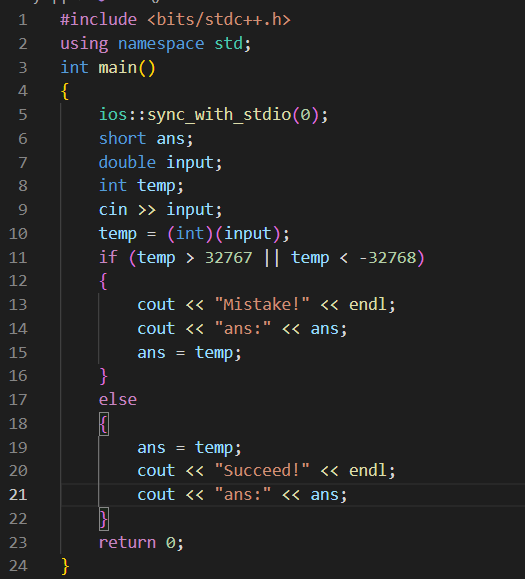 1 #include <bits/stdc++.h>
2 using namespace std;
3 int main()
4 {
5     ios::sync_with_stdio(0);
6     short ans;
7     double input;
8     int temp;
9     cin >> input;
10     temp = (int)(input);
11     if (temp > 32767 || temp < -32768)
12     {
13         cout << "Mistake!" << endl;
14         cout << "ans:" << ans;
15         ans = temp;
16     }
17     else
18     {
19         ans = temp;
20         cout << "Succeed!" << endl;
21         cout << "ans:" << ans;
22     }
23     return 0;
24 }